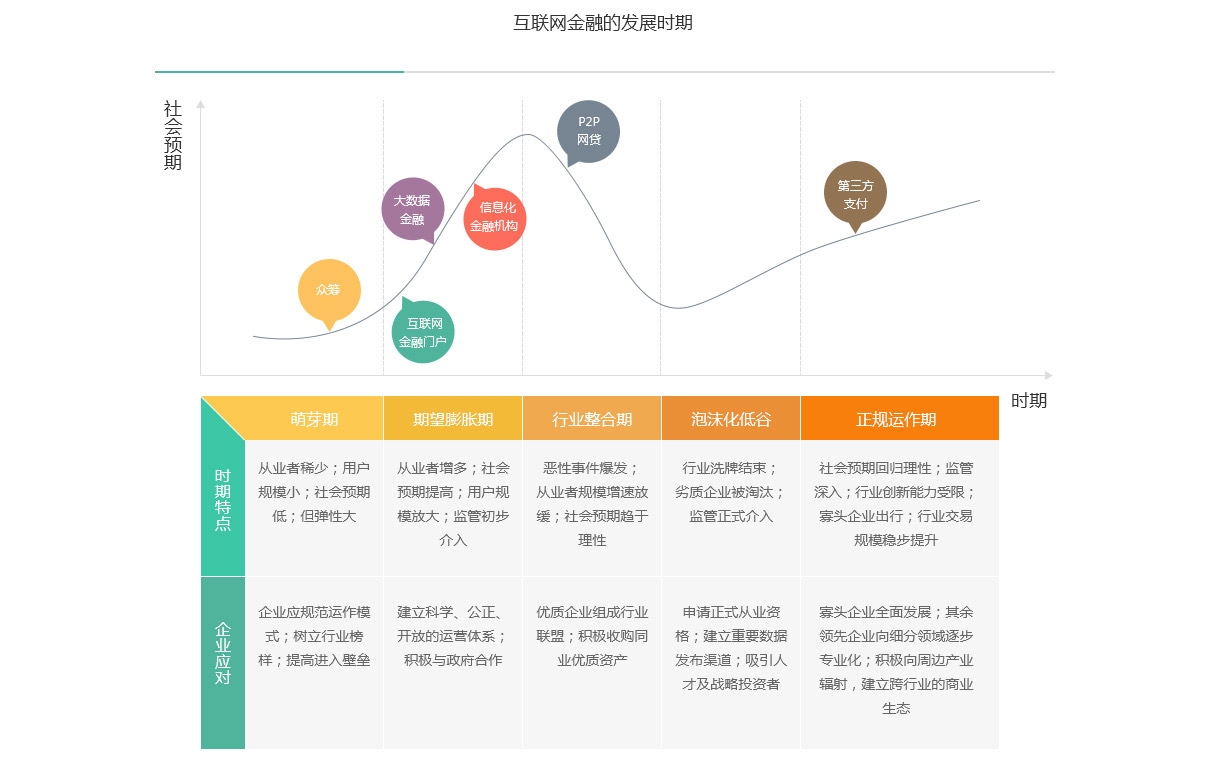 互联网金融的发展时期
社会预期
P2P
网贷
第三方
支付
大数据
金融
信息化
金融机构
众筹
互联网
金融门户
时期
萌芽期
期望膨胀期
行业整合期
泡沫化低谷
正规运作期
时期特点
从业者稀少；用户
规模小；社会预期
低；但弹性大
从业者增多；社会
预期提高；用户规
模放大；监管初步
介入
恶性事件爆发；
从业者规模增速放
缓；社会预期趋于
理性
行业洗牌结束；
劣质企业被淘汰；
监管正式介入
社会预期回归理性；监管
深入；行业创新能力受限；
寡头企业出行；行业交易
规模稳步提升
企业应对
企业应规范运作模
式；树立行业榜
样；提高进入壁垒
建立科学、公正、
开放的运营体系；
积极与政府合作
优质企业组成行业
联盟；积极收购同
业优质资产
申请正式从业资
格；建立重要数据
发布渠道；吸引人
才及战略投资者
寡头企业全面发展；其余
领先企业向细分领域逐步
专业化；积极向周边产业
辐射，建立跨行业的商业
生态